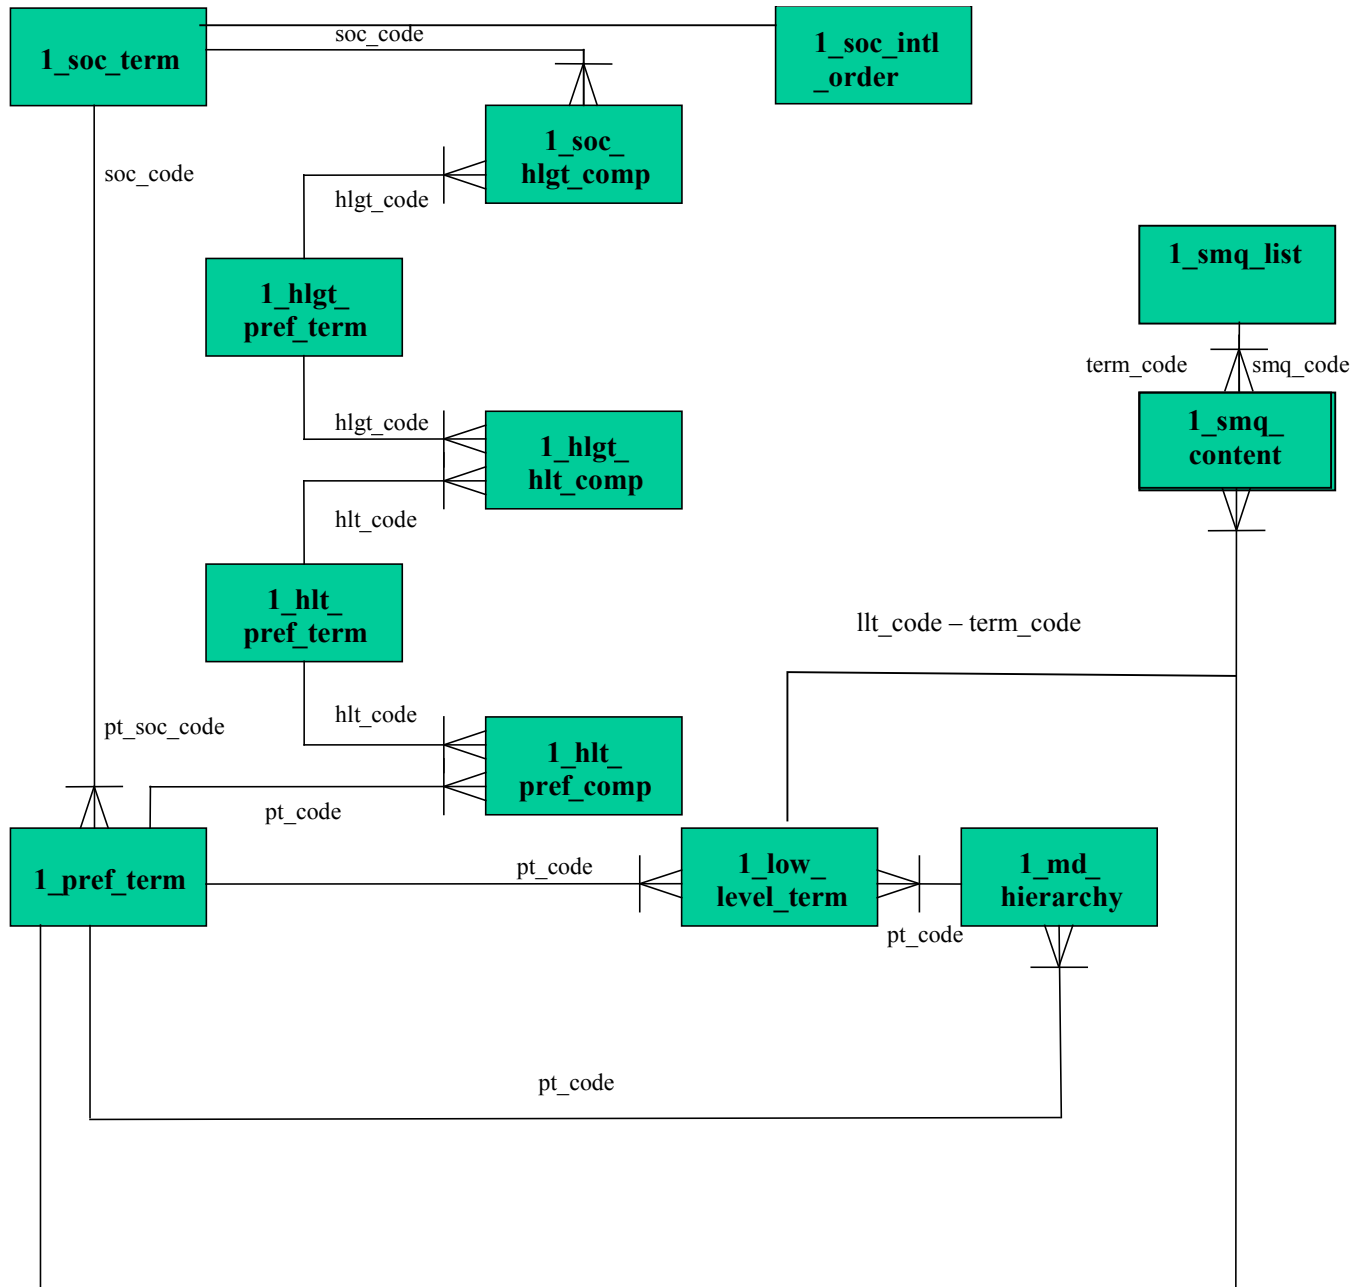 1_soc_term
soc_code
1_soc_intl
_order
1_soc_
hlgt_comp
soc_code
hlgt_code
1_smq_list
1_hlgt_
pref_term
term_code
smq_code
hlgt_code
1_smq_
content
1_hlgt_
hlt_comp
hlt_code
1_hlt_
pref_term
llt_code – term_code
hlt_code
pt_soc_code
1_hlt_
pref_comp
pt_code
1_pref_term
pt_code
1_low_
level_term
1_md_
hierarchy
pt_code
pt_code